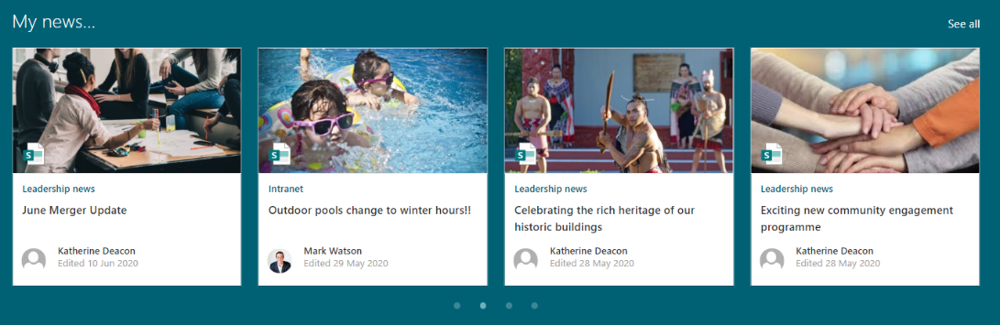 My news...
See all
S
Leadership news
June Merger Update
Katherine Deacon
Edited 10 Jun 2020
S
Intranet
Outdoor pools change to winter hours!!
Mark Watson
Edited 29 May 2020
S
Leadership news
Celebrating the rich heritage of our
historic buildings
Katherine Deacon
Edited 28 May 2020
S
Leadership news
Exciting new community engagement
programme
Katherine Deacon
Edited 28 May 2020